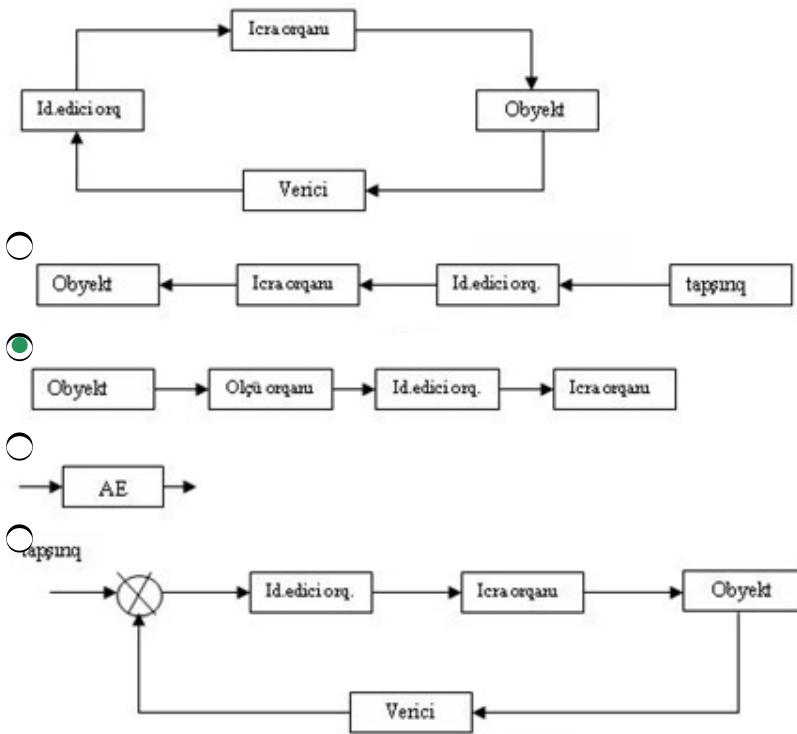 Icra orqanı
Id.edici orq
Obyekt
Verici
Obyekt Icra orqanı Id.edici orq. tapşırıq
Obyekt Olçü orqanı Id.edici orq. Icra orqanı
AE
tapşırıq
Id.edici orq. Icra orqanı Obyekt
Verici